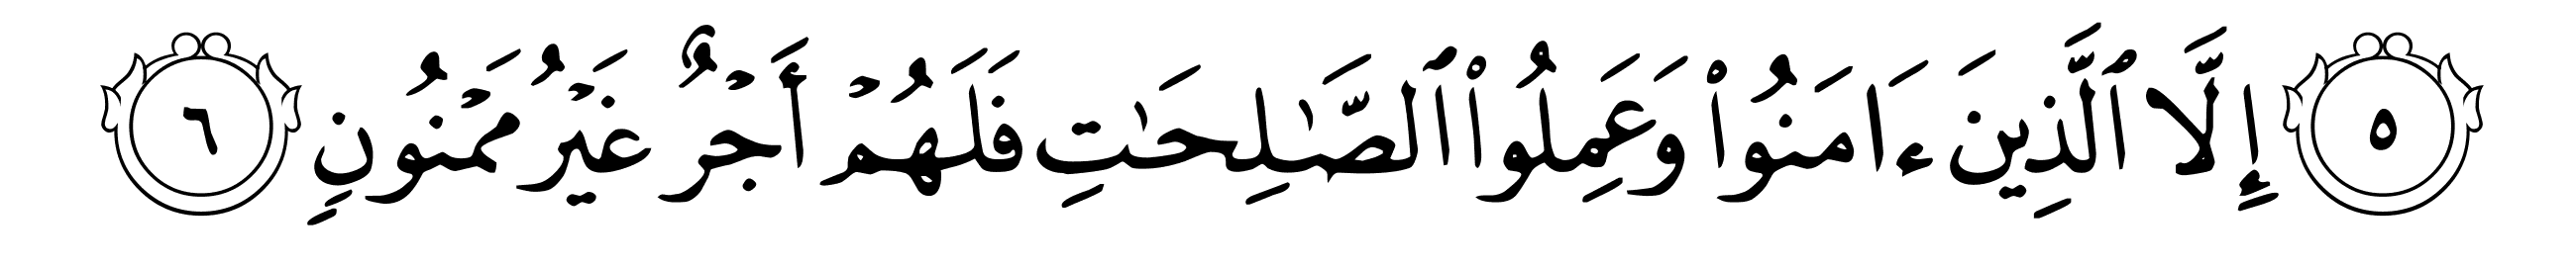 ٥ إِلَّا ٱلَّذِينَ ءَامَنُوا۟ وَعَمِلُوا۟ ٱلصَّـٰلِحَـٰتِ فَلَهُمْ أَجْرٌ غَيْرُ مَمْنُونٍ ٦